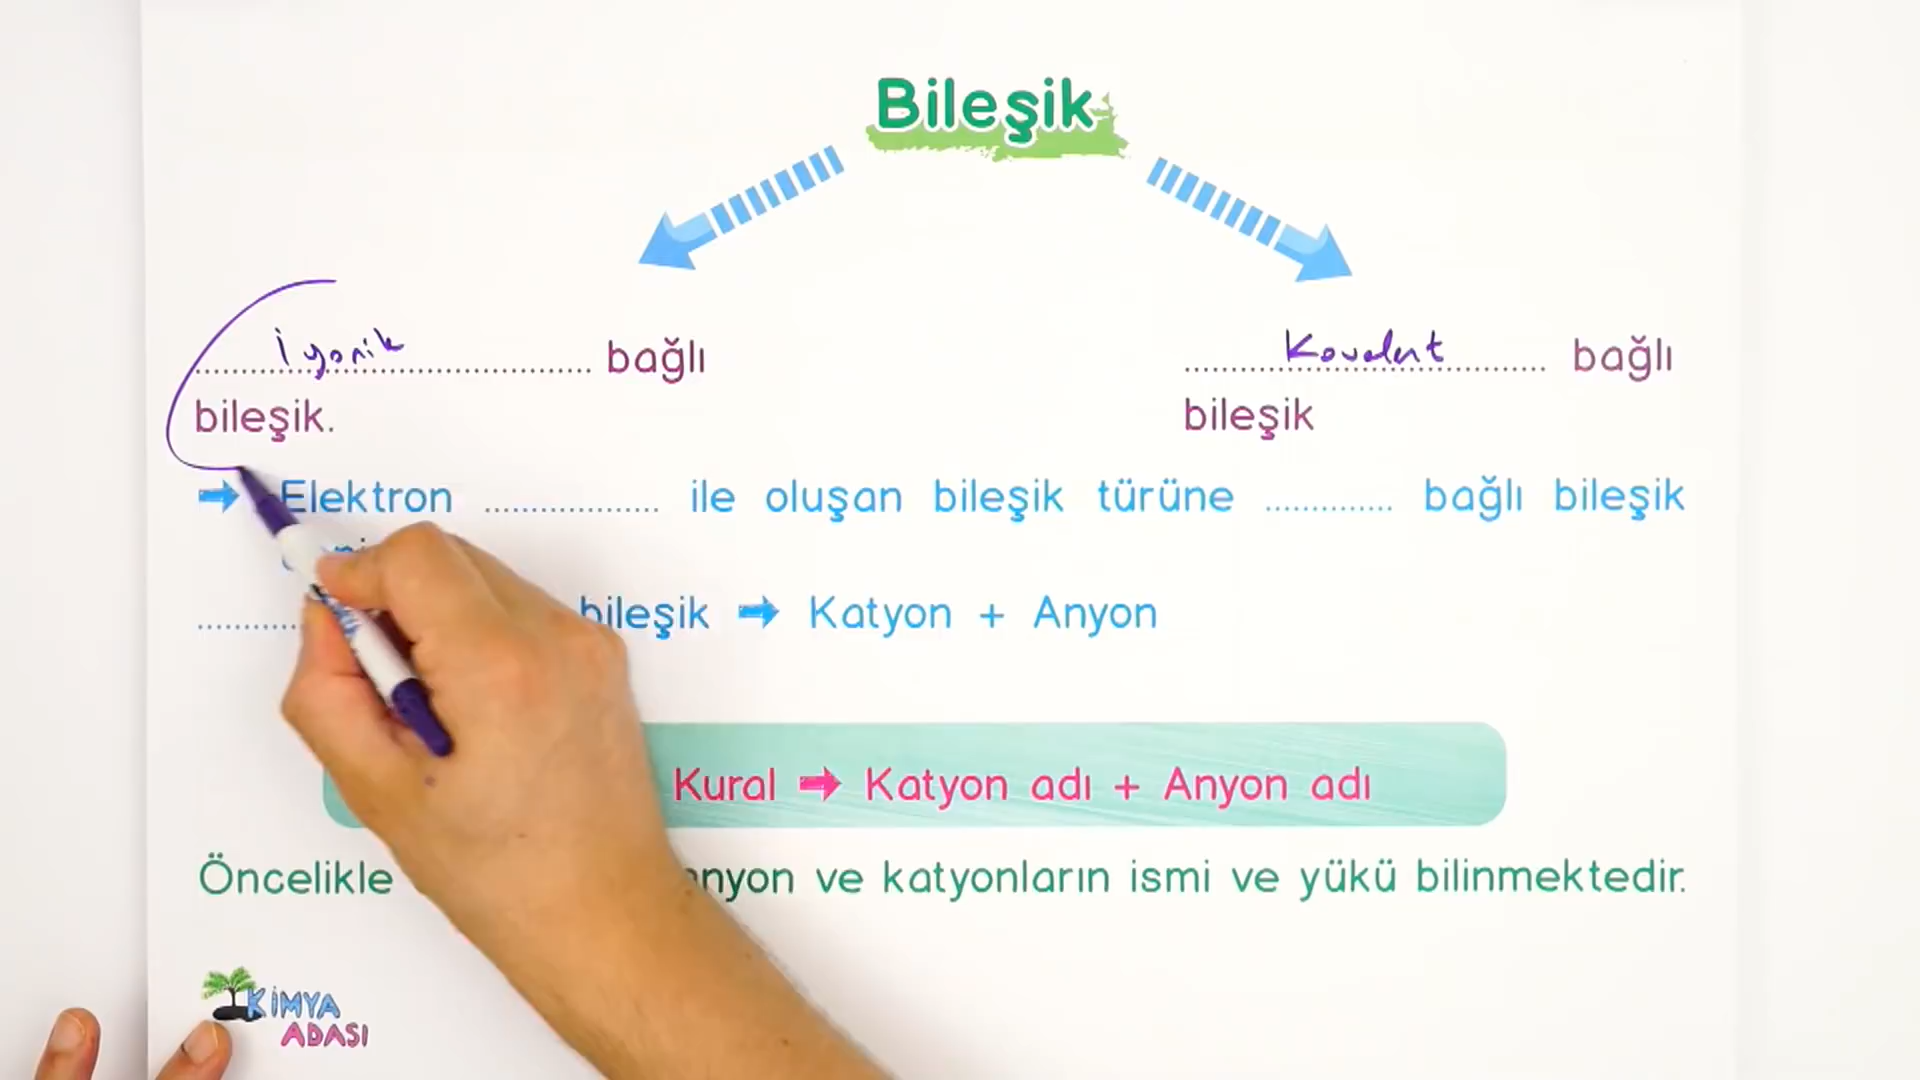 Bileşik
İyonik bağlı
bileşik.
Kovalent bağlı
bileşik
Elektron ................... ile oluşan bileşik türüne ............. bağlı bileşik
............ bileşik Katyon + Anyon
Kural Katyon adı + Anyon adı
Öncelikle anyon ve katyonların ismi ve yükü bilinmektedir.
KİMYA
ADASI